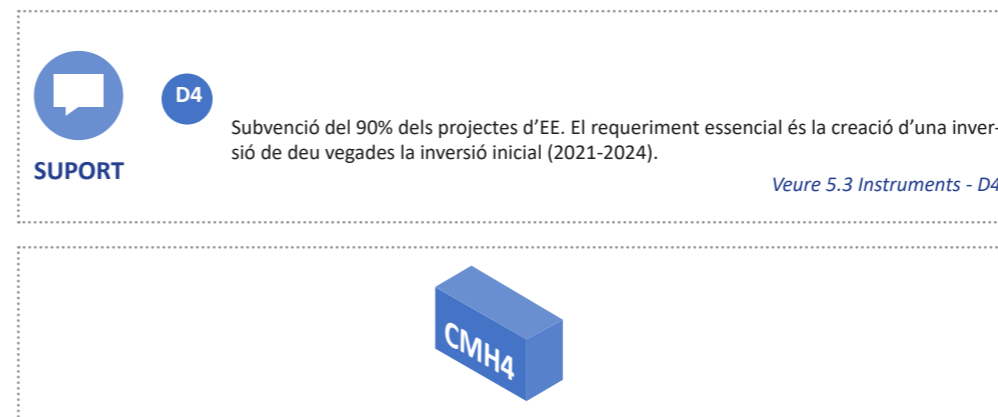 D4
Subvenció del 90% dels projectes d’EE. El requeriment essencial és la creació d’una inver-
sió de deu vegades la inversió inicial (2021-2024).
SUPORT
Veure 5.3 Instruments - D4
CMH4